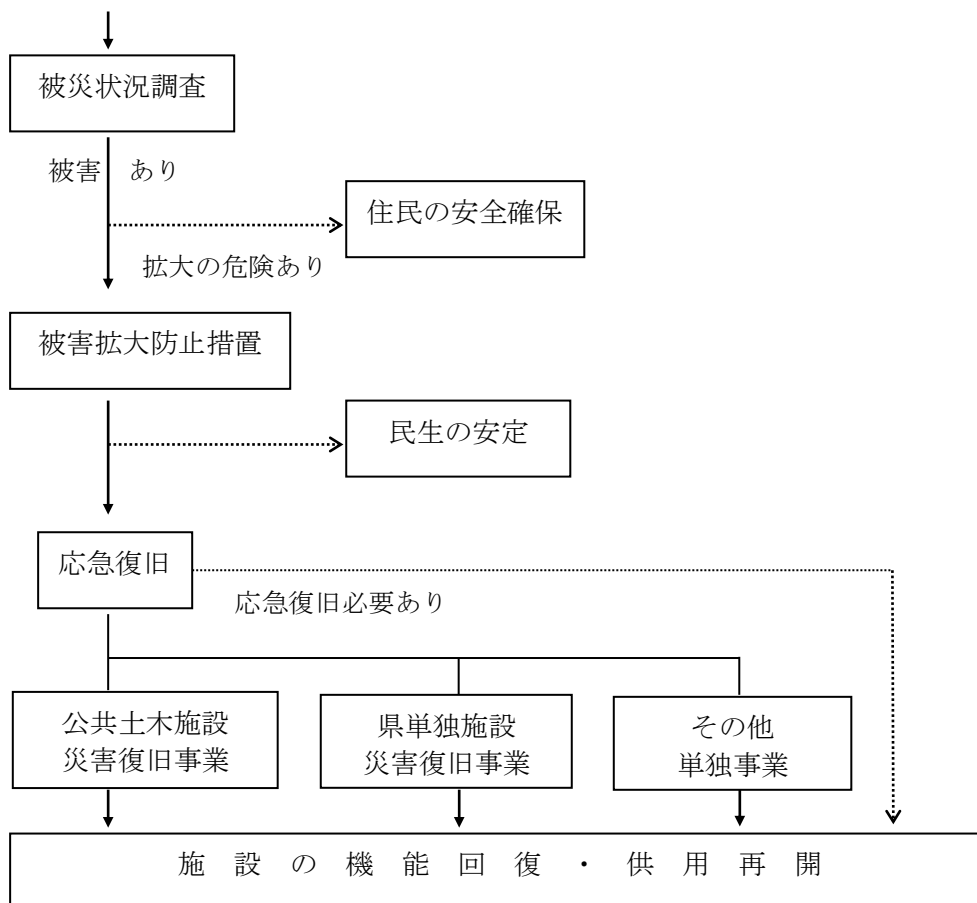 被災状況調査
被害 あり
住民の安全確保
拡大の危険あり
被害拡大防止措置
民生の安定
応急復旧
応急復旧必要あり
公共土木施設
災害復旧事業
県単独施設
災害復旧事業
その他
単独事業
施設の機能回復・供用再開